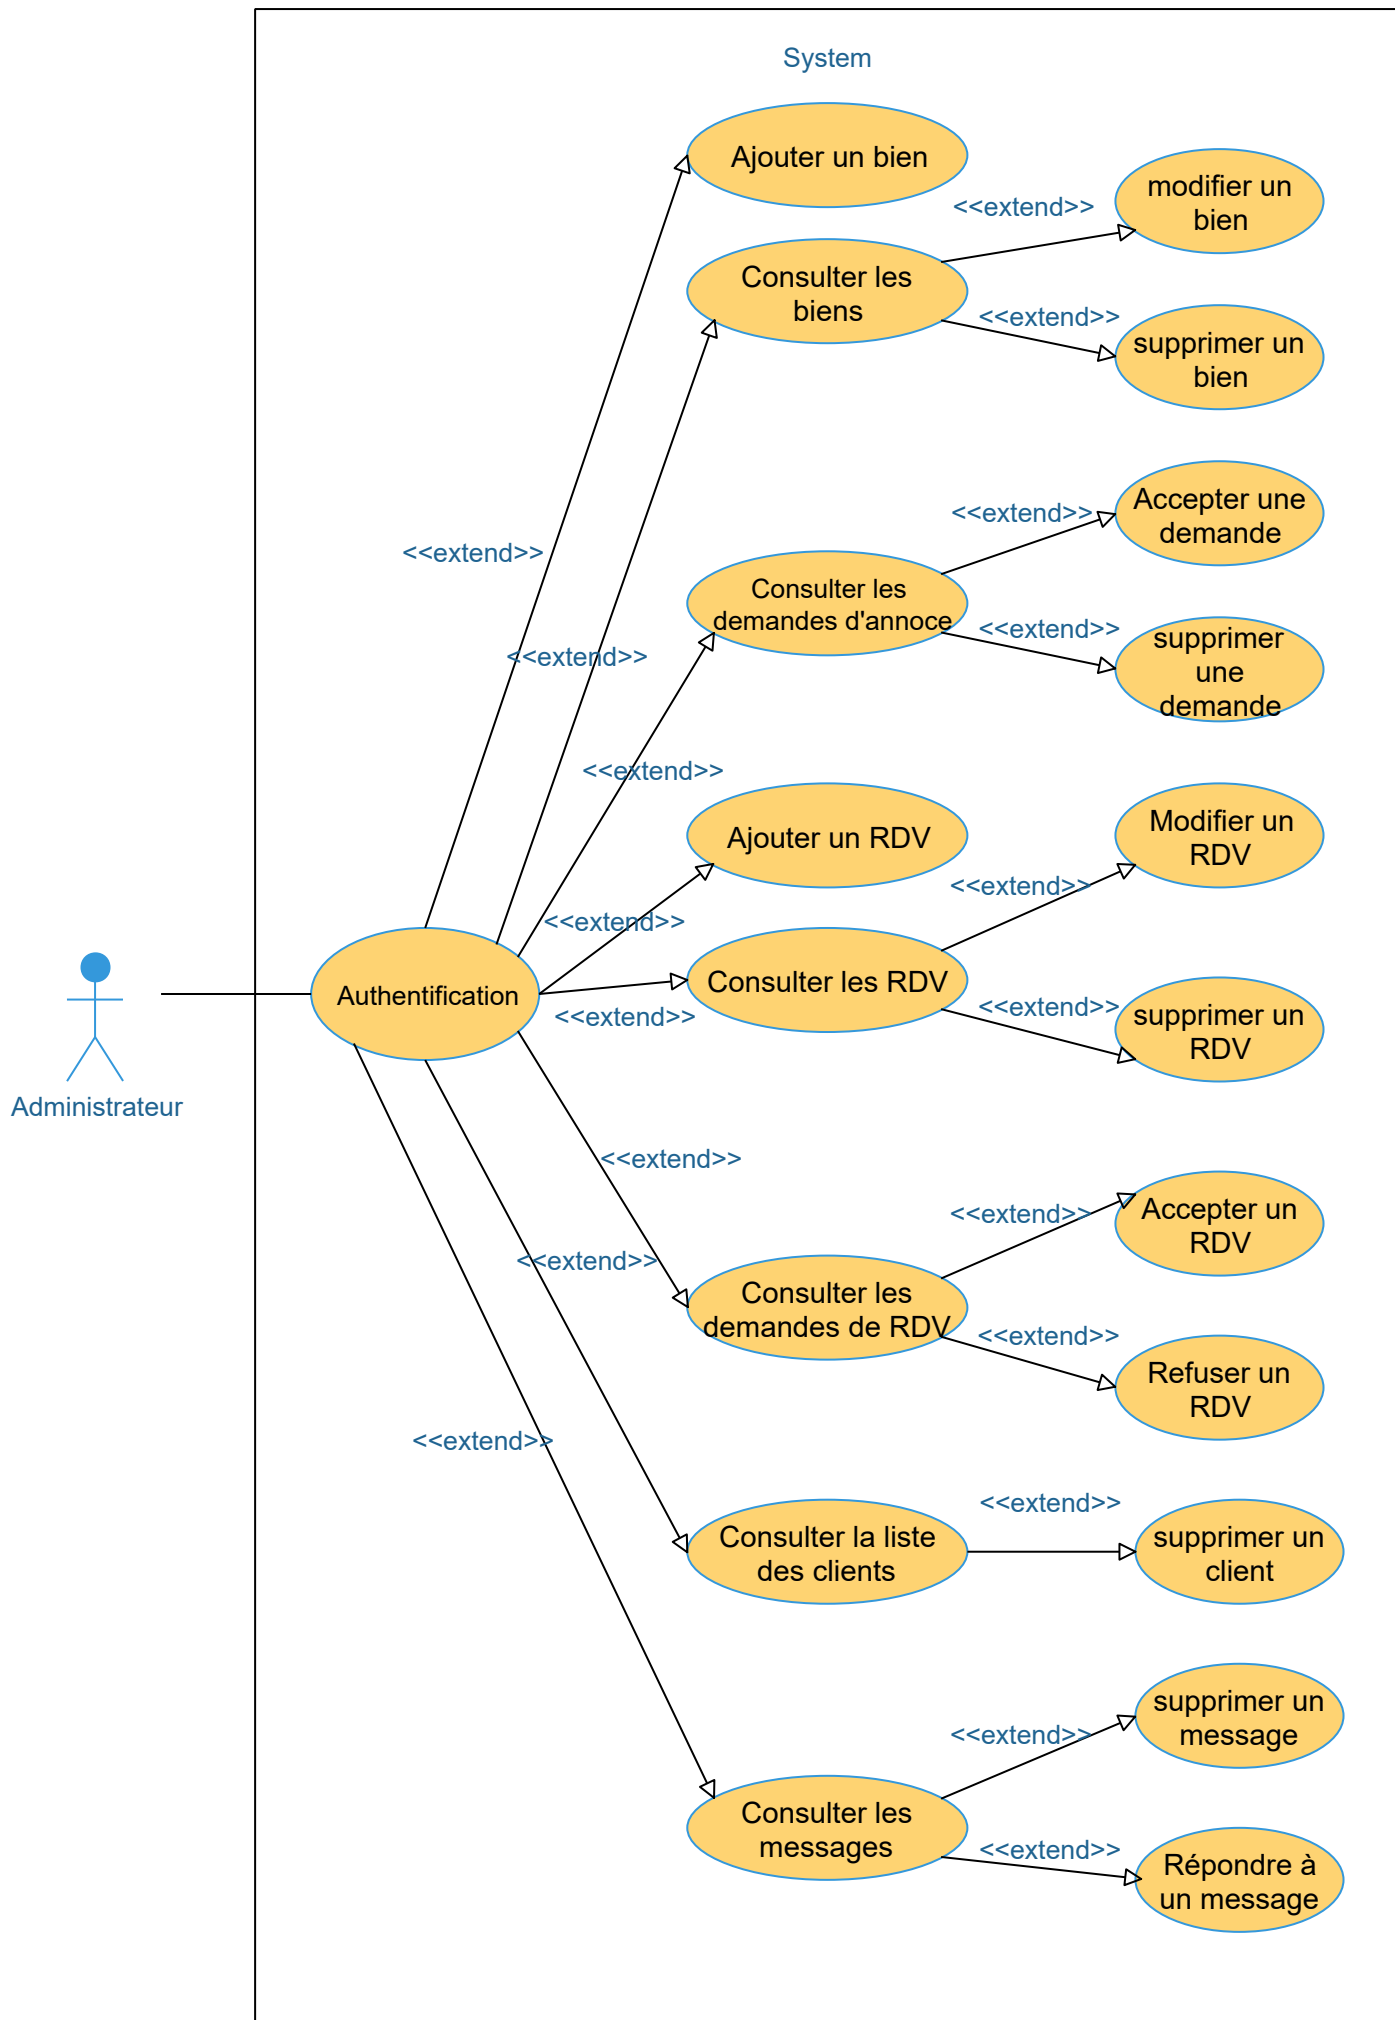 System
Ajouter un bien
modifier un
bien
<<extend>>
Consulter les
biens
<<extend>>
supprimer un
bien
Accepter une
demande
<<extend>>
<<extend>>
Consulter les
demandes d'annoce
<<extend>>
supprimer
une
demande
<<extend>>
<<extend>>
Ajouter un RDV
Modifier un
RDV
<<extend>>
<<extend>>
Consulter les RDV
Authentification
<<extend>>
<<extend>>
supprimer un
RDV
Administrateur
<<extend>>
<<extend>>
Accepter un
RDV
<<extend>>
Consulter les
demandes de RDV
<<extend>>
Refuser un
RDV
<<extend>>
<<extend>>
Consulter la liste
des clients
supprimer un
client
supprimer un
message
<<extend>>
Consulter les
messages
<<extend>>
Répondre à
un message